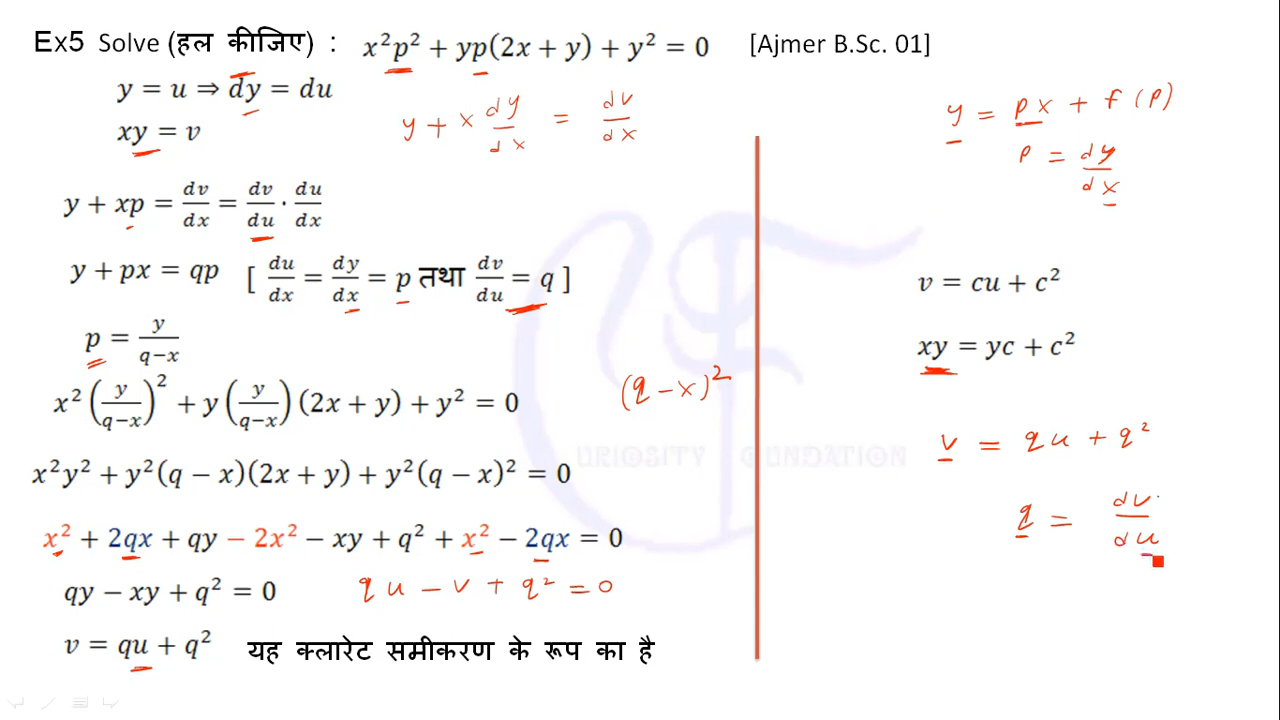 Ex5 Solve (हल कीजिए) : x²p² + yp(2x + y) + y² = 0 [Ajmer B.Sc. 01]
y = u ⇒ dy = du
xy = v
y + x dy/dx = dv/dx
y + xp = dv/dx = dv/du · du/dx
y + px = qp [ du/dx = dy/dx = p तथा dv/du = q ]
p = y/(q−x)
x² (y/(q−x))² + y (y/(q−x)) (2x + y) + y² = 0
(q − x)²
x²y² + y²(q − x)(2x + y) + y²(q − x)² = 0
x² + 2qx + qy − 2x² − xy + q² + x² − 2qx = 0
qy − xy + q² = 0
qu − v + q² = 0
v = qu + q² यह क्लारेट समीकरण के रूप का है
y = px + f(p)
p = dy/dx
v = cu + c²
xy = yc + c²
v = qu + q²
q = dv/du
URIOSITY OUNDATION